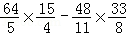 64/5 × 15/4 − 48/11 × 33/8